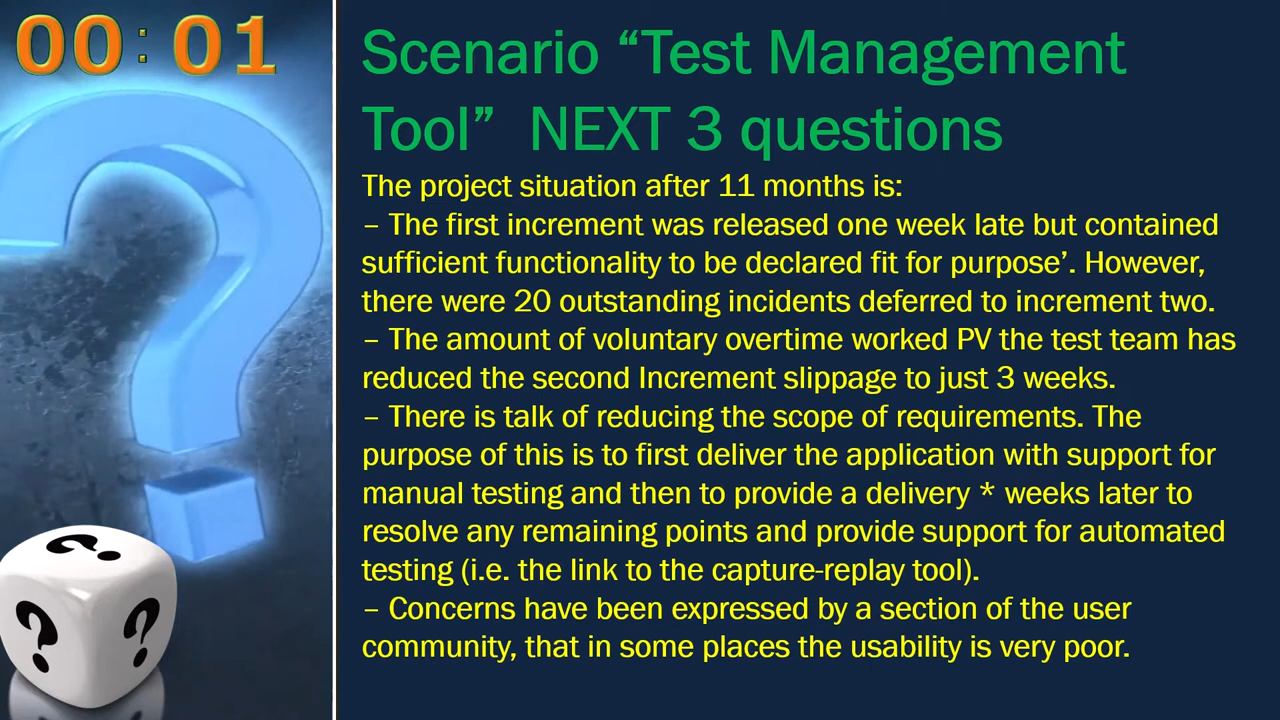 00:01
Scenario “Test Management
Tool” NEXT 3 questions
The project situation after 11 months is:
– The first increment was released one week late but contained
sufficient functionality to be declared fit for purpose’. However,
there were 20 outstanding incidents deferred to increment two.
– The amount of voluntary overtime worked PV the test team has
reduced the second Increment slippage to just 3 weeks.
– There is talk of reducing the scope of requirements. The
purpose of this is to first deliver the application with support for
manual testing and then to provide a delivery * weeks later to
resolve any remaining points and provide support for automated
testing (i.e. the link to the capture-replay tool).
– Concerns have been expressed by a section of the user
community, that in some places the usability is very poor.
? ? ?